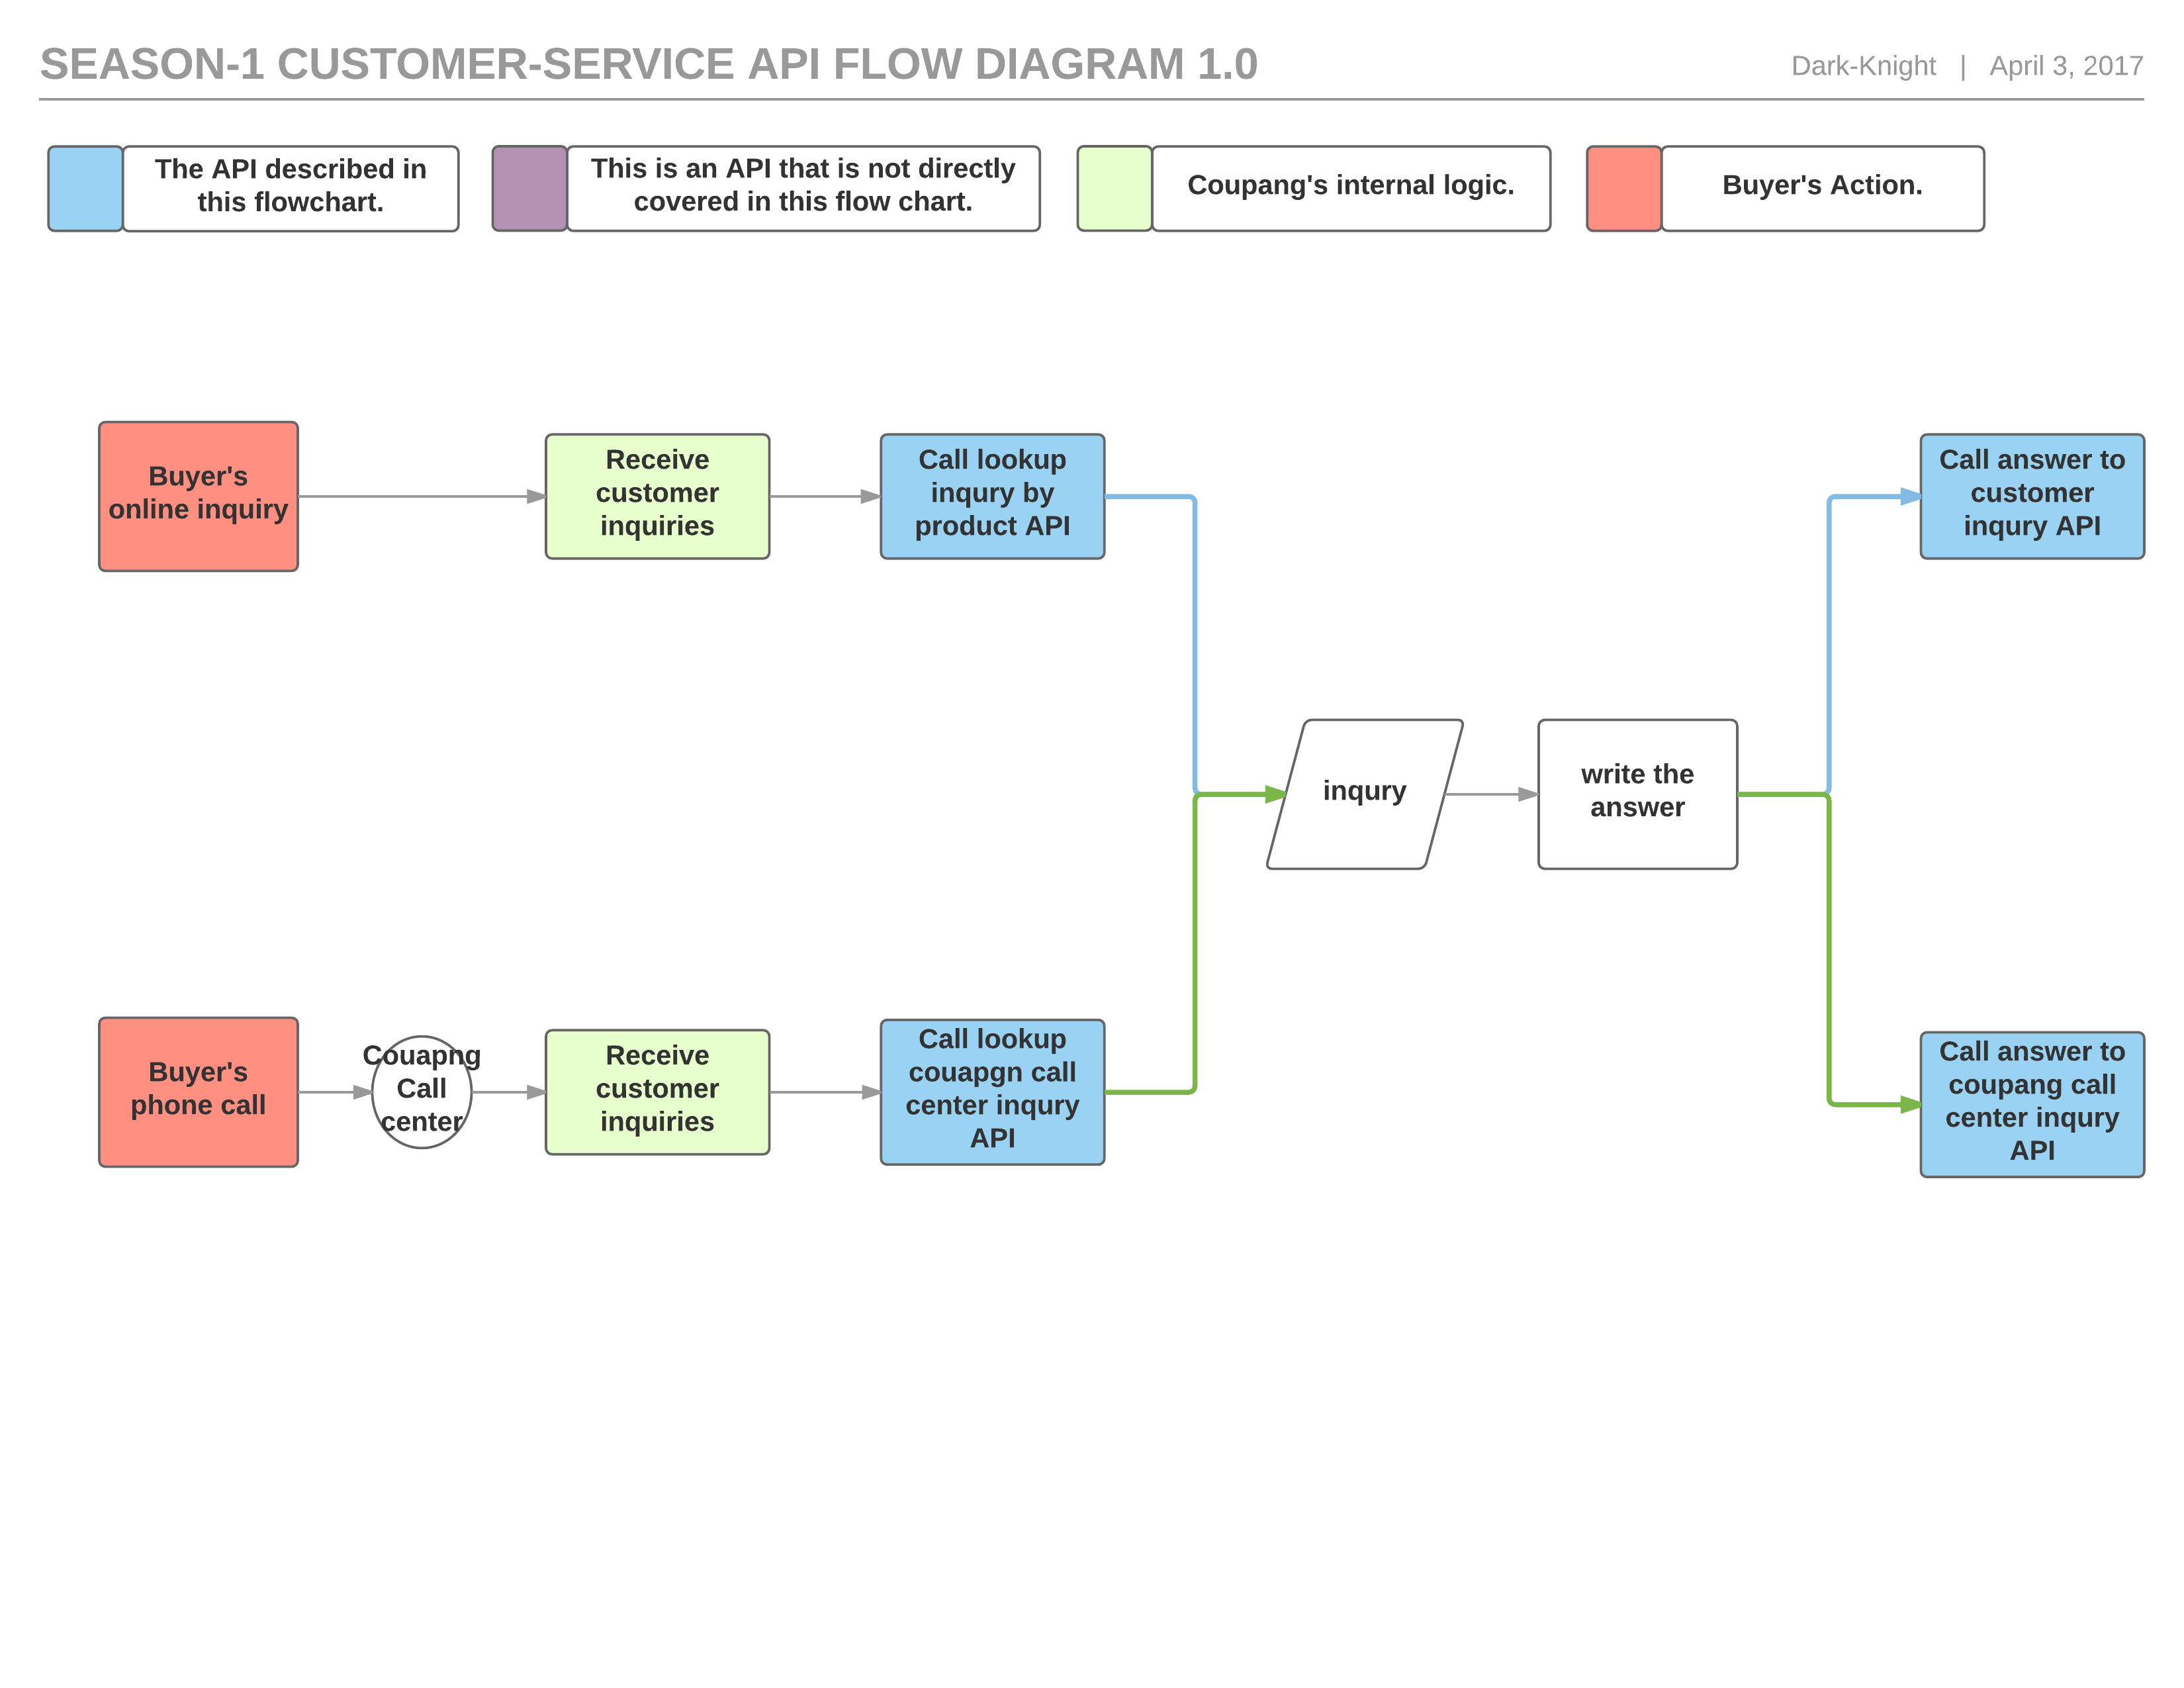 SEASON-1 CUSTOMER-SERVICE API FLOW DIAGRAM 1.0
Dark-Knight | April 3, 2017
The API described in
this flowchart.
This is an API that is not directly
covered in this flow chart.
Coupang's internal logic.
Buyer's Action.
Buyer's
online inquiry
Receive
customer
inquiries
Call lookup
inqury by
product API
Call answer to
customer
inqury API
inqury
write the
answer
Buyer's
phone call
Couapng
Call
center
Receive
customer
inquiries
Call lookup
couapgn call
center inqury
API
Call answer to
coupang call
center inqury
API